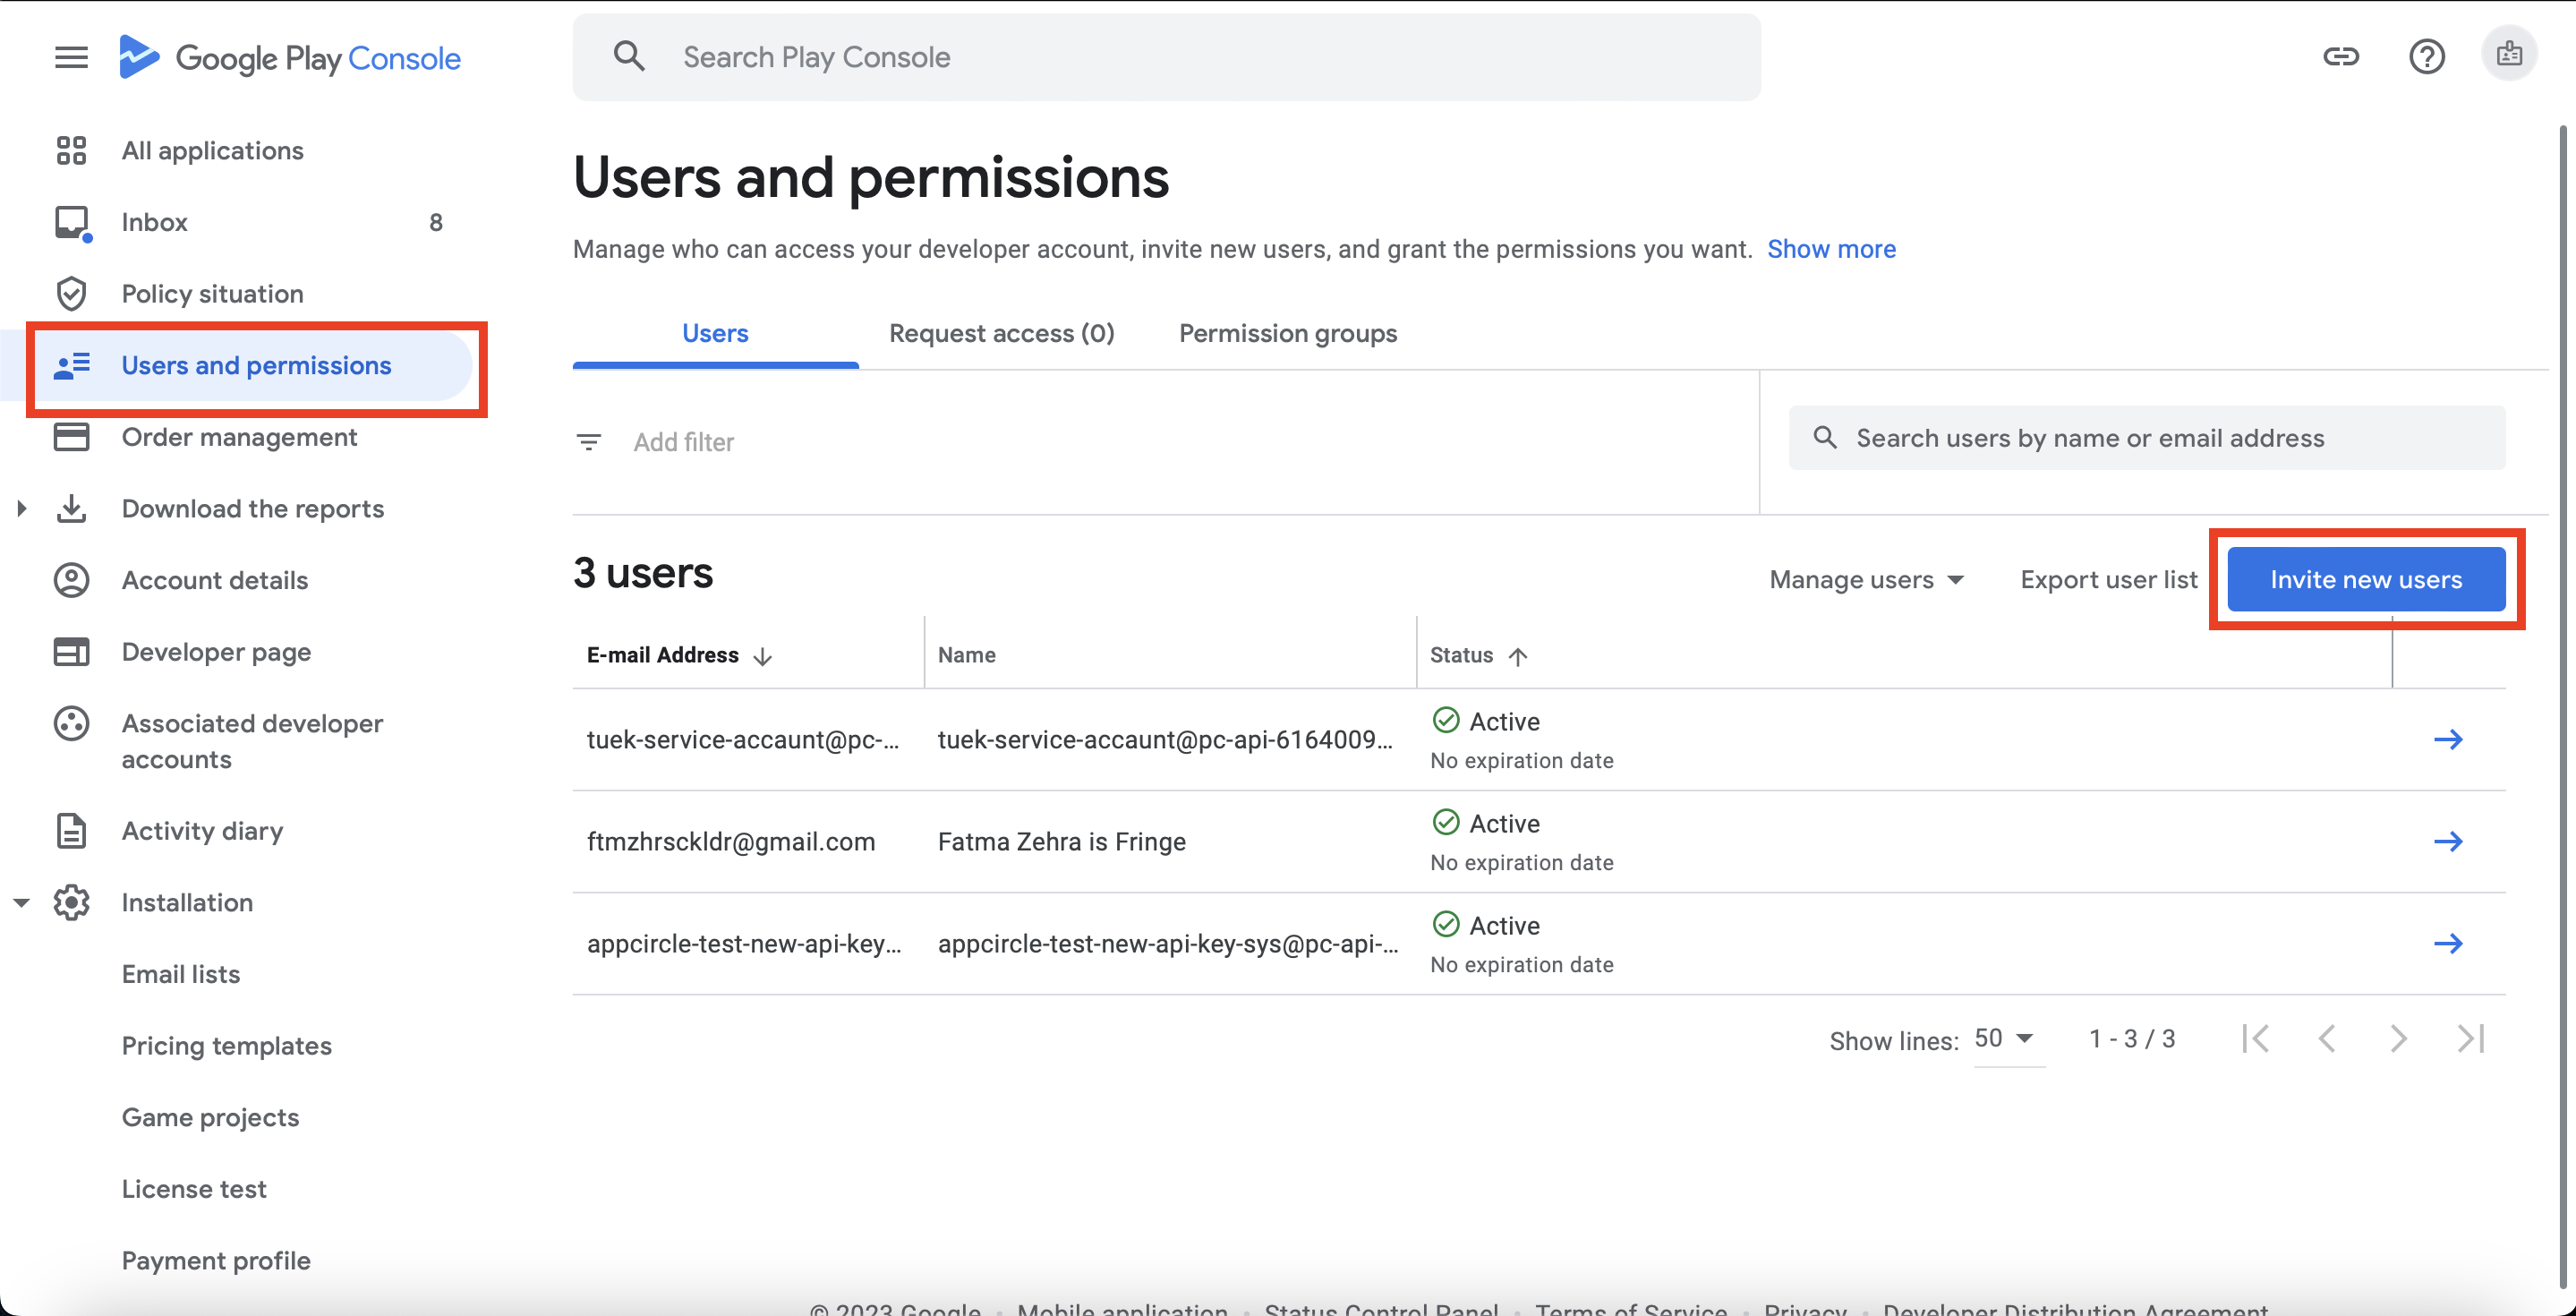 Google Play Console
Search Play Console
All applications
Inbox 8
Policy situation
Users and permissions
Order management
Download the reports
Account details
Developer page
Associated developer
accounts
Activity diary
Installation
Email lists
Pricing templates
Game projects
License test
Payment profile
Users and permissions
Manage who can access your developer account, invite new users, and grant the permissions you want. Show more
Users Request access (0) Permission groups
Add filter
Search users by name or email address
3 users
Manage users Export user list Invite new users
E-mail Address Name Status
tuek-service-accaunt@pc-... tuek-service-accaunt@pc-api-6164009... Active
No expiration date
ftmzhrsckldr@gmail.com Fatma Zehra is Fringe Active
No expiration date
appcircle-test-new-api-key... appcircle-test-new-api-key-sys@pc-api-... Active
No expiration date
Show lines: 50 1 - 3 / 3
© 2023 Google · Mobile application · Status Control Panel · Terms of Service · Privacy · Developer Distribution Agreement